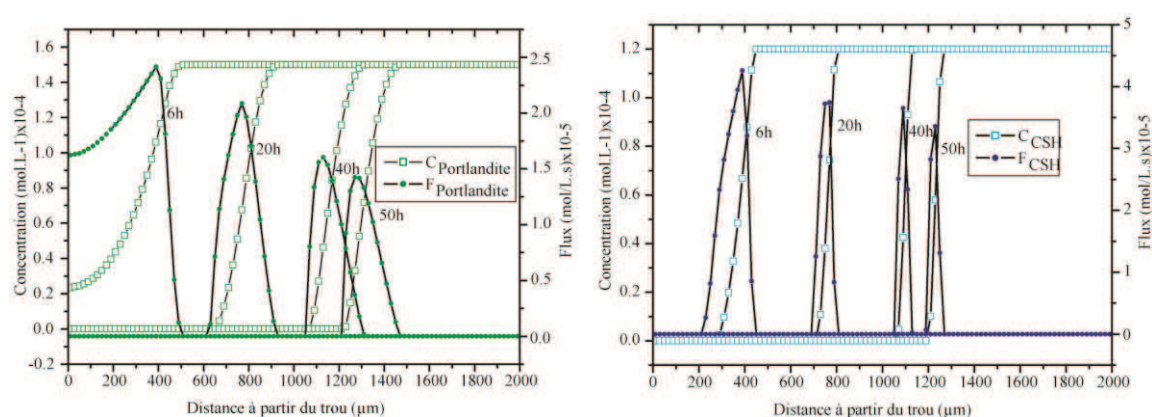 1.6
1.4
1.2
1.0
0.8
0.6
0.4
0.2
0.0
-0.2
Concentration (mol.L-1)x10-4
0 200 400 600 800 1000 1200 1400 1600 1800 2000
Distance à partir du trou (µm)
2.5
2.0
1.5
1.0
0.5
0.0
Flux (mol/L.s)x10-5
6h
20h
40h
50h
C Portlandite
F Portlandite
1.2
1.0
0.8
0.6
0.4
0.2
0.0
Concentration (mol.L-1)x10-4
0 200 400 600 800 1000 1200 1400 1600 1800 2000
Distance à partir du trou (µm)
5
4
3
2
1
0
Flux (mol/L.s)x10-5
6h
20h
40h
50h
C CSH
F CSH